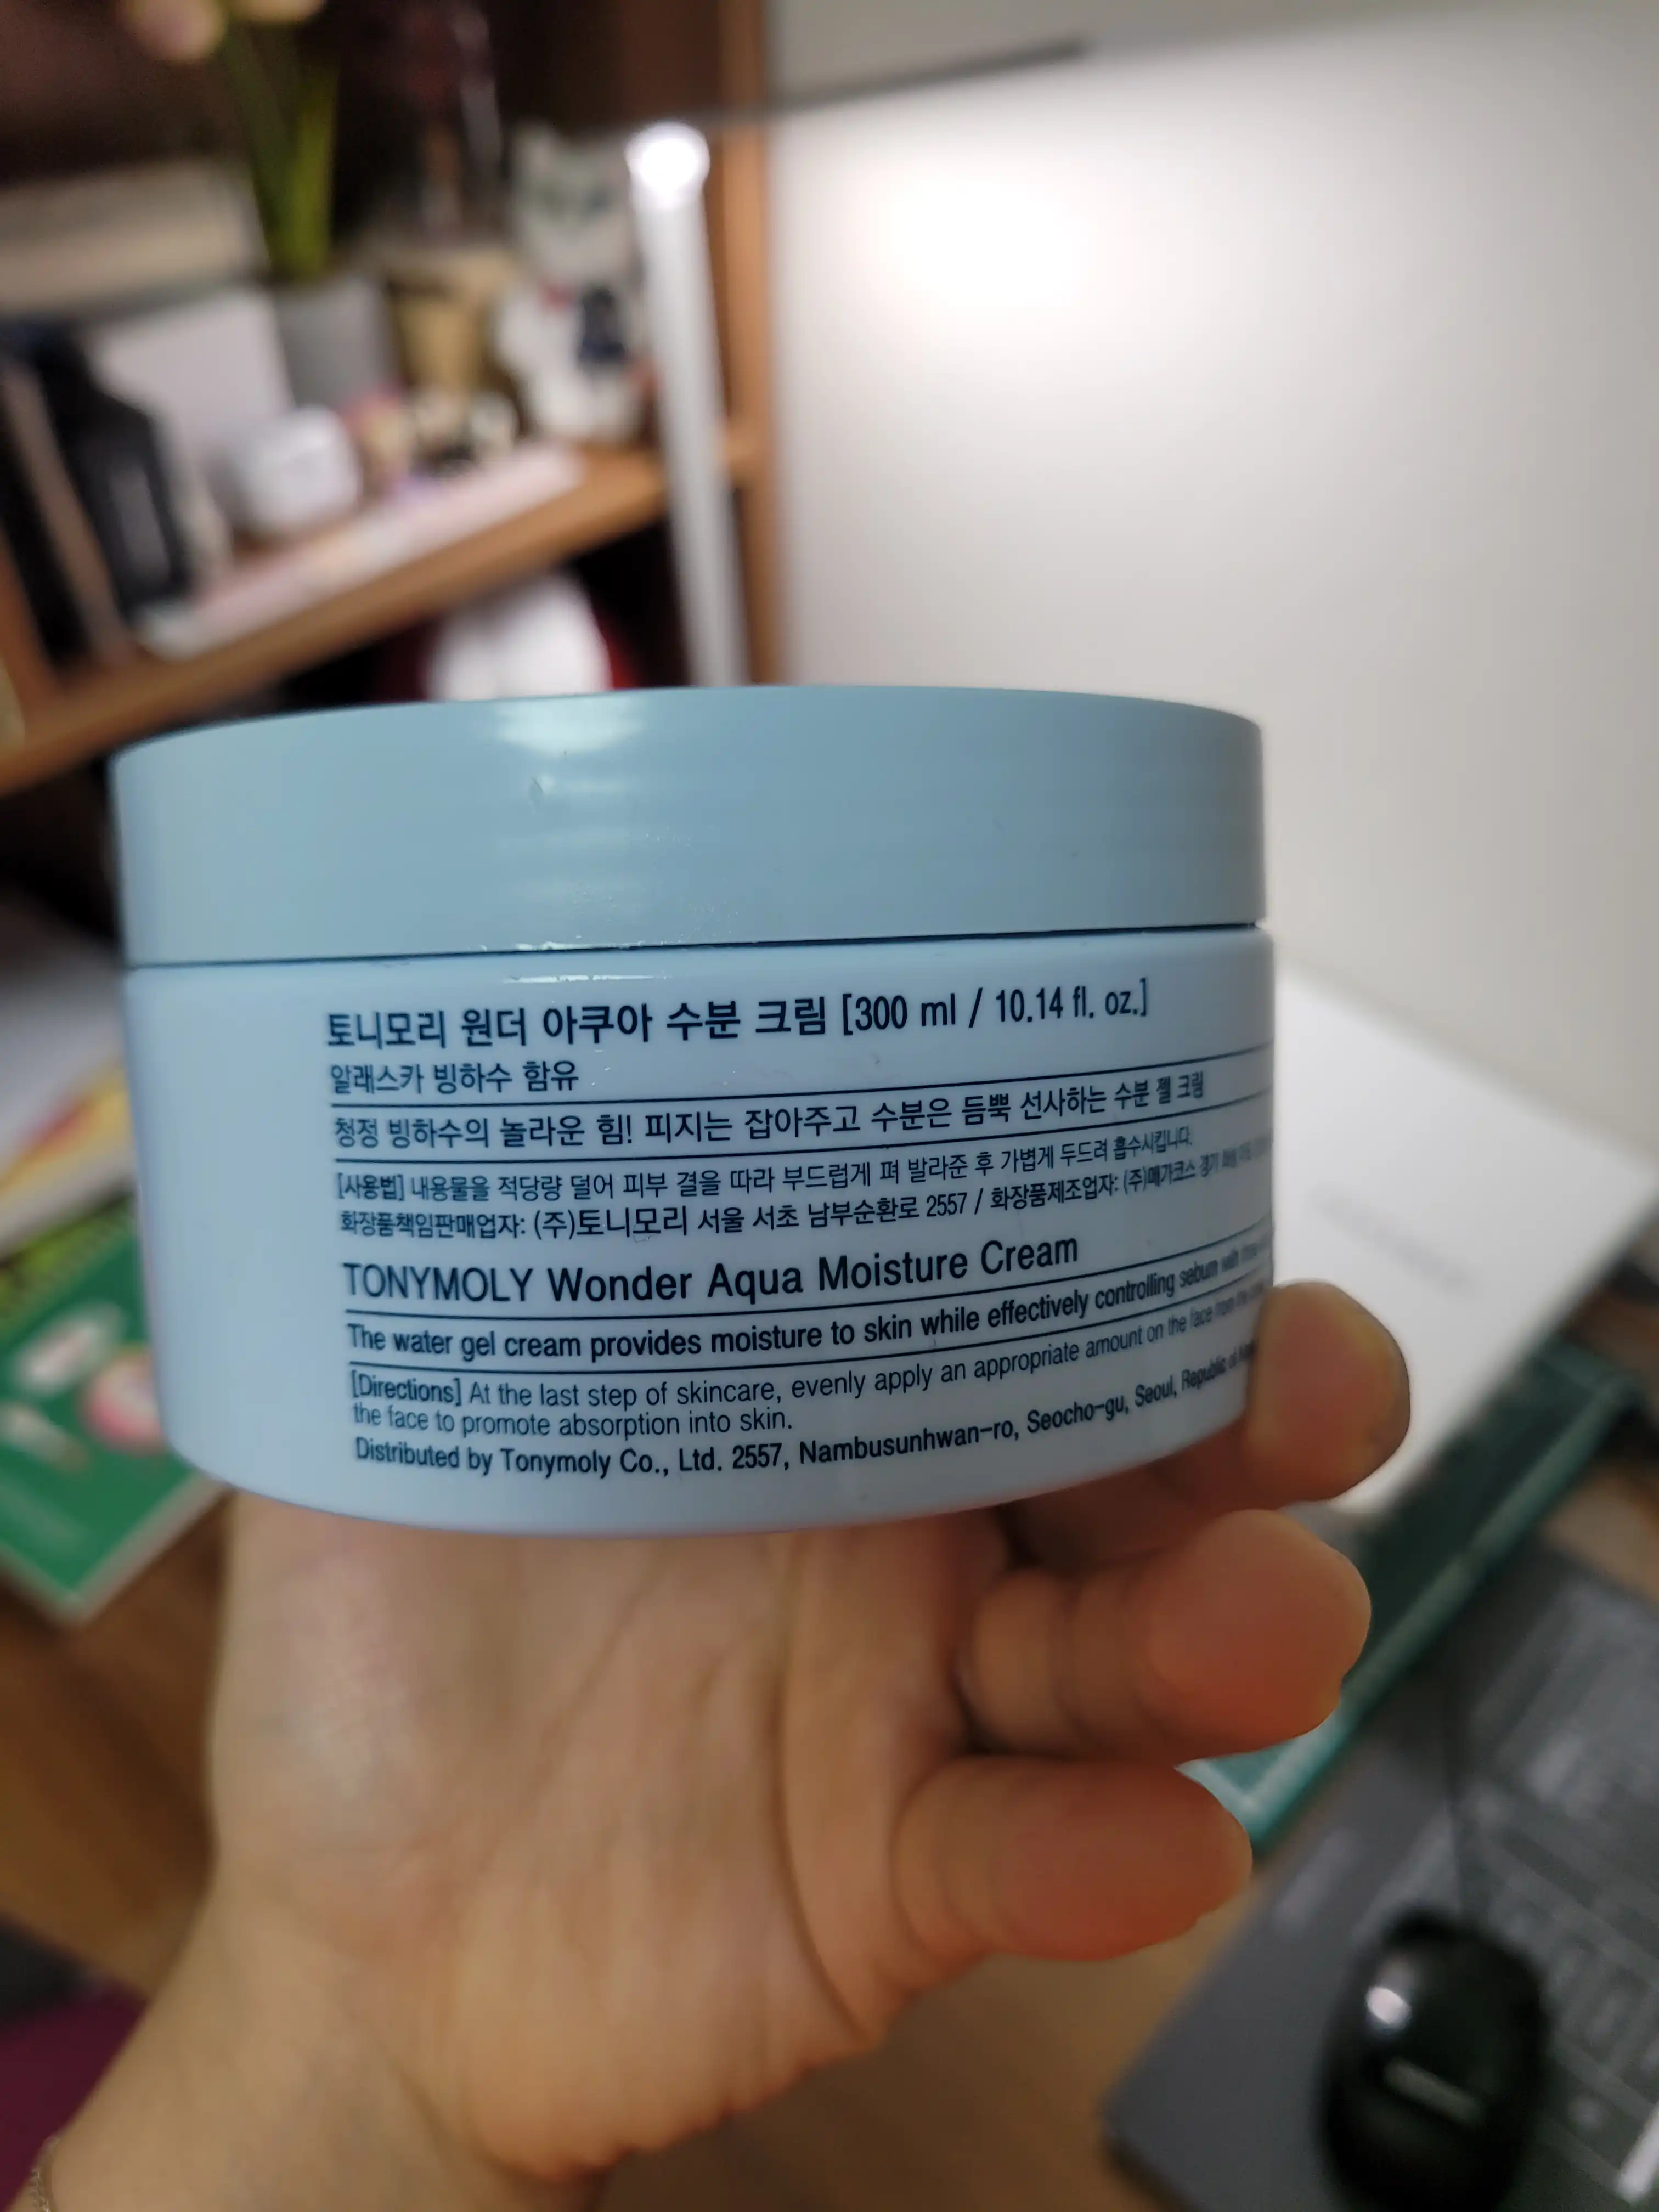 토니모리 원더 아쿠아 수분 크림 [300 ml / 10.14 fl. oz.]
알래스카 빙하수 함유
청정 빙하수의 놀라운 힘! 피지는 잡아주고 수분은 듬뿍 선사하는 수분 젤 크림
[사용법] 내용물을 적당량 덜어 피부 결을 따라 부드럽게 펴 발라준 후 가볍게 두드려 흡수시킵니다.
화장품책임판매업자: (주)토니모리 서울 서초 남부순환로 2557 / 화장품제조업자: (주)메가코스 경기
TONYMOLY Wonder Aqua Moisture Cream
The water gel cream provides moisture to skin while effectively controlling sebum with
[Directions] At the last step of skincare, evenly apply an appropriate amount on the face from the
the face to promote absorption into skin.
Distributed by Tonymoly Co., Ltd. 2557, Nambusunhwan-ro, Seocho-gu, Seoul, Republic of